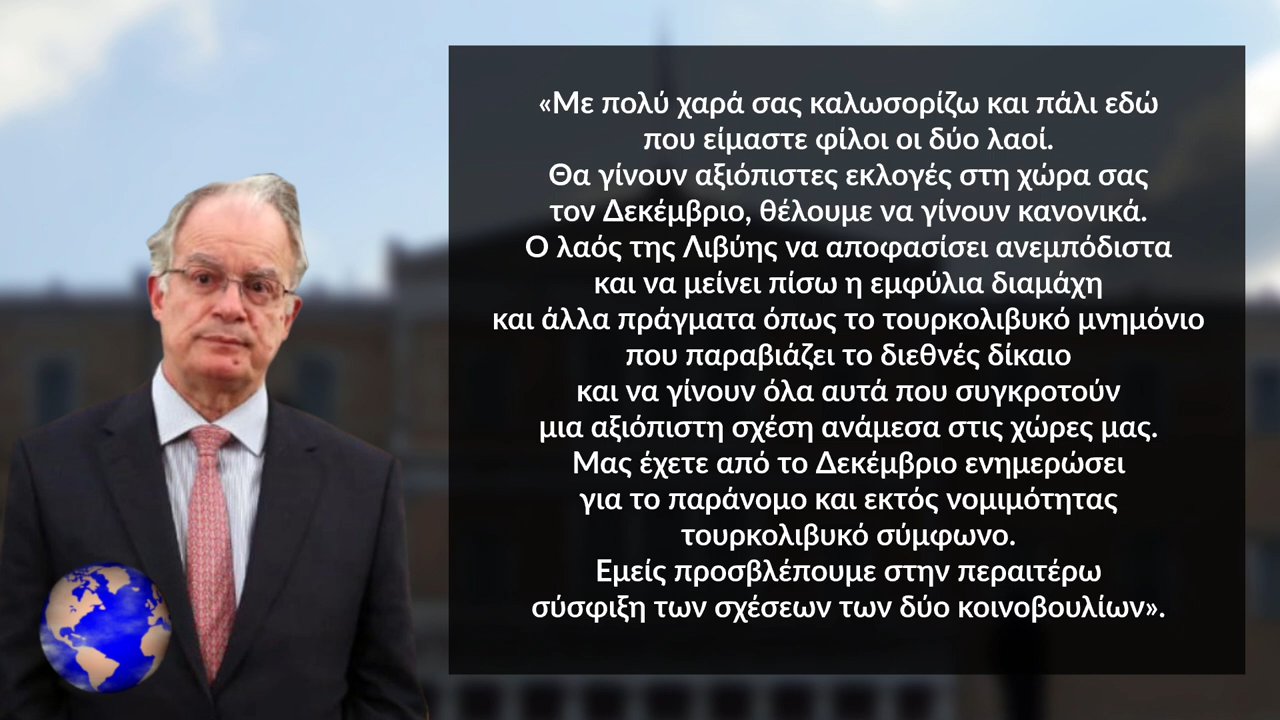 «Με πολύ χαρά σας καλωσορίζω και πάλι εδώ
που είμαστε φίλοι οι δύο λαοί.
Θα γίνουν αξιόπιστες εκλογές στη χώρα σας
τον Δεκέμβριο, θέλουμε να γίνουν κανονικά.
Ο λαός της Λιβύης να αποφασίσει ανεμπόδιστα
και να μείνει πίσω η εμφύλια διαμάχη
και άλλα πράγματα όπως το τουρκολιβυκό μνημόνιο
που παραβιάζει το διεθνές δίκαιο
και να γίνουν όλα αυτά που συγκροτούν
μια αξιόπιστη σχέση ανάμεσα στις χώρες μας.
Μας έχετε από το Δεκέμβριο ενημερώσει
για το παράνομο και εκτός νομιμότητας
τουρκολιβυκό σύμφωνο.
Εμείς προσβλέπουμε στην περαιτέρω
σύσφιξη των σχέσεων των δύο κοινοβουλίων».